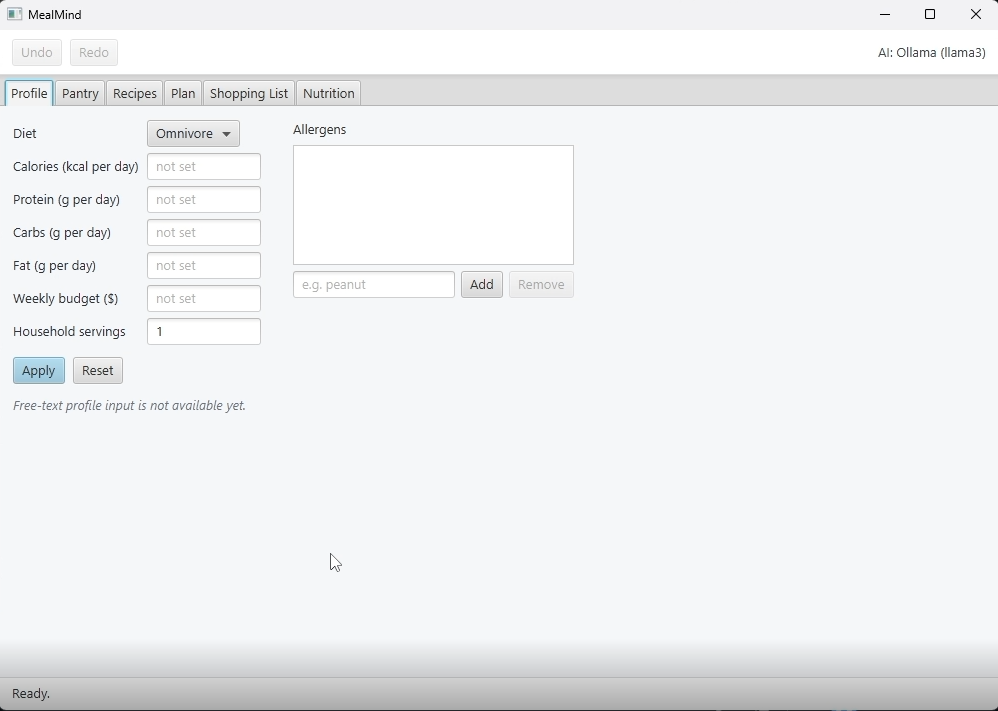 MealMind
Undo Redo AI: Ollama (llama3)
Profile Pantry Recipes Plan Shopping List Nutrition
Diet Omnivore
Calories (kcal per day) not set
Protein (g per day) not set
Carbs (g per day) not set
Fat (g per day) not set
Weekly budget ($) not set
Household servings 1
Apply Reset
Free-text profile input is not available yet.
Allergens
e.g. peanut Add Remove
Ready.